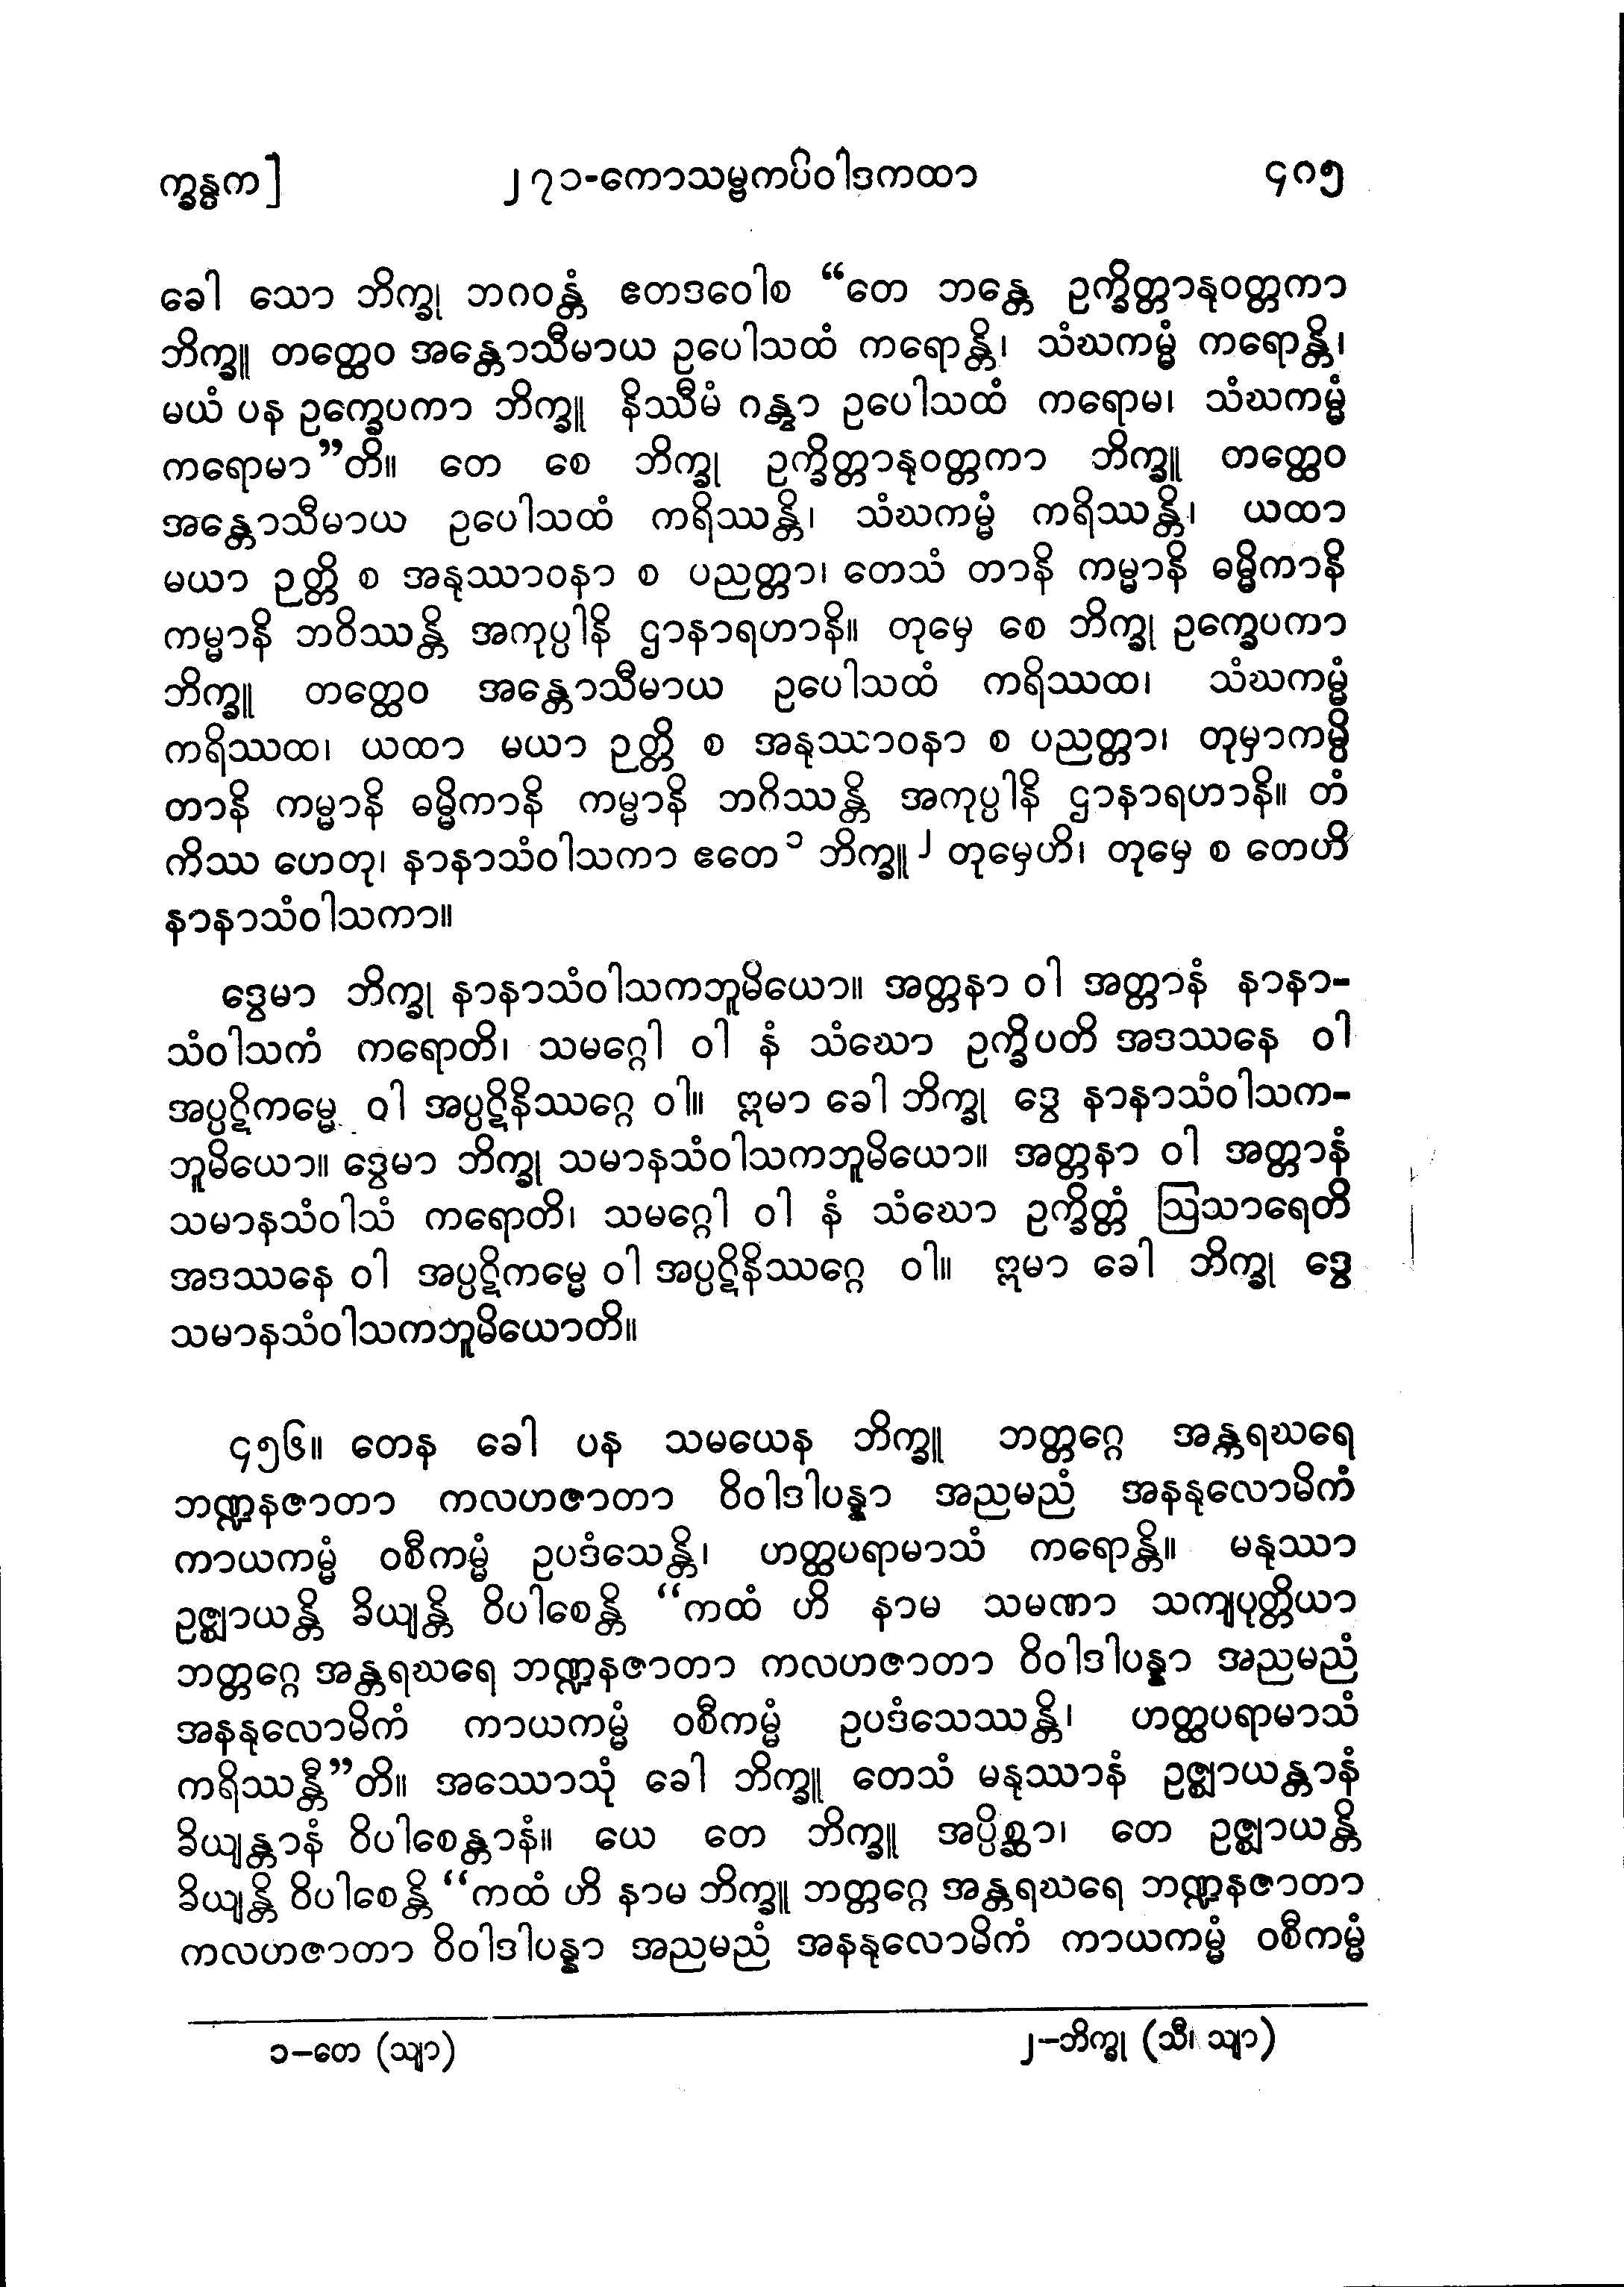 က္ခန္ဓက] ၂၇၁-ကောသမ္ဗကဝိဝါဒကထာ ၄၈၅
ခေါ သော ဘိက္ခု ဘဂဝန္တံ ဧတဒဝေါစ “တေ ဘန္တေ ဥက္ခိတ္တာနုဝတ္တကာ
ဘိက္ခူ တတ္ထေဝ အန္တောသီမာယ ဥပေါသထံ ကရောန္တိ၊ သံဃကမ္မံ ကရောန္တိ၊
မယံ ပန ဥက္ခေပကာ ဘိက္ခူ နိဿီမံ ဂန္တွာ ဥပေါသထံ ကရောမ၊ သံဃကမ္မံ
ကရောမာ”တိ။ တေ စေ ဘိက္ခု ဥက္ခိတ္တာနုဝတ္တကာ ဘိက္ခူ တတ္ထေဝ
အန္တောသီမာယ ဥပေါသထံ ကရိဿန္တိ၊ သံဃကမ္မံ ကရိဿန္တိ၊ ယထာ
မယာ ဉတ္တိ စ အနုဿာဝနာ စ ပညတ္တာ၊ တေသံ တာနိ ကမ္မာနိ ဓမ္မိကာနိ
ကမ္မာနိ ဘဝိဿန္တိ အကုပ္ပါနိ ဌာနာရဟာနိ။ တုမှေ စေ ဘိက္ခု ဥက္ခေပကာ
ဘိက္ခူ တတ္ထေဝ အန္တောသီမာယ ဥပေါသထံ ကရိဿထ၊ သံဃကမ္မံ
ကရိဿထ၊ ယထာ မယာ ဉတ္တိ စ အနုဿာဝနာ စ ပညတ္တာ၊ တုမှာကမ္ပိ
တာနိ ကမ္မာနိ ဓမ္မိကာနိ ကမ္မာနိ ဘဂိဿန္တိ အကုပ္ပါနိ ဌာနာရဟာနိ။ တံ
ကိဿ ဟေတု၊ နာနာသံဝါသကာ ဧတေ ၁ ဘိက္ခူ ၂ တုမှေဟိ၊ တုမှေ စ တေဟိ
နာနာသံဝါသကာ။
ဒွေမာ ဘိက္ခု နာနာသံဝါသကဘူမိယော။ အတ္တနာ ဝါ အတ္တာနံ နာနာ-
သံဝါသကံ ကရောတိ၊ သမဂ္ဂေါ ဝါ နံ သံဃော ဥက္ခိပတိ အဒဿနေ ဝါ
အပ္ပဋိကမ္မေ ဝါ အပ္ပဋိနိဿဂ္ဂေ ဝါ။ ဣမာ ခေါ ဘိက္ခု ဒွေ နာနာသံဝါသက-
ဘူမိယော။ ဒွေမာ ဘိက္ခု သမာနသံဝါသကဘူမိယော။ အတ္တနာ ဝါ အတ္တာနံ
သမာနသံဝါသံ ကရောတိ၊ သမဂ္ဂေါ ဝါ နံ သံဃော ဥက္ခိတ္တံ ဩသာရေတိ
အဒဿနေ ဝါ အပ္ပဋိကမ္မေ ဝါ အပ္ပဋိနိဿဂ္ဂေ ဝါ။ ဣမာ ခေါ ဘိက္ခု ဒွေ
သမာနသံဝါသကဘူမိယောတိ။
၄၅၆။ တေန ခေါ ပန သမယေန ဘိက္ခူ ဘတ္တဂ္ဂေ အန္တရဃရေ
ဘဏ္ဍနဇာတာ ကလဟဇာတာ ဝိဝါဒါပန္နာ အညမညံ အနနုလောမိကံ
ကာယကမ္မံ ဝစီကမ္မံ ဥပဒံသေန္တိ၊ ဟတ္ထပရာမာသံ ကရောန္တိ။ မနုဿာ
ဥဇ္ဈာယန္တိ ခိယျန္တိ ဝိပါစေန္တိ “ကထံ ဟိ နာမ သမဏာ သကျပုတ္တိယာ
ဘတ္တဂ္ဂေ အန္တရဃရေ ဘဏ္ဍနဇာတာ ကလဟဇာတာ ဝိဝါဒါပန္နာ အညမညံ
အနနုလောမိကံ ကာယကမ္မံ ဝစီကမ္မံ ဥပဒံသေဿန္တိ၊ ဟတ္ထပရာမာသံ
ကရိဿန္တီ”တိ။ အဿောသုံ ခေါ ဘိက္ခူ တေသံ မနုဿာနံ ဥဇ္ဈာယန္တာနံ
ခိယျန္တာနံ ဝိပါစေန္တာနံ။ ယေ တေ ဘိက္ခူ အပ္ပိစ္ဆာ၊ တေ ဥဇ္ဈာယန္တိ
ခိယျန္တိ ဝိပါစေန္တိ “ကထံ ဟိ နာမ ဘိက္ခူ ဘတ္တဂ္ဂေ အန္တရဃရေ ဘဏ္ဍနဇာတာ
ကလဟဇာတာ ဝိဝါဒါပန္နာ အညမညံ အနနုလောမိကံ ကာယကမ္မံ ဝစီကမ္မံ
၁–တေ (သျာ) ၂–ဘိက္ခု (သီ၊ သျာ)